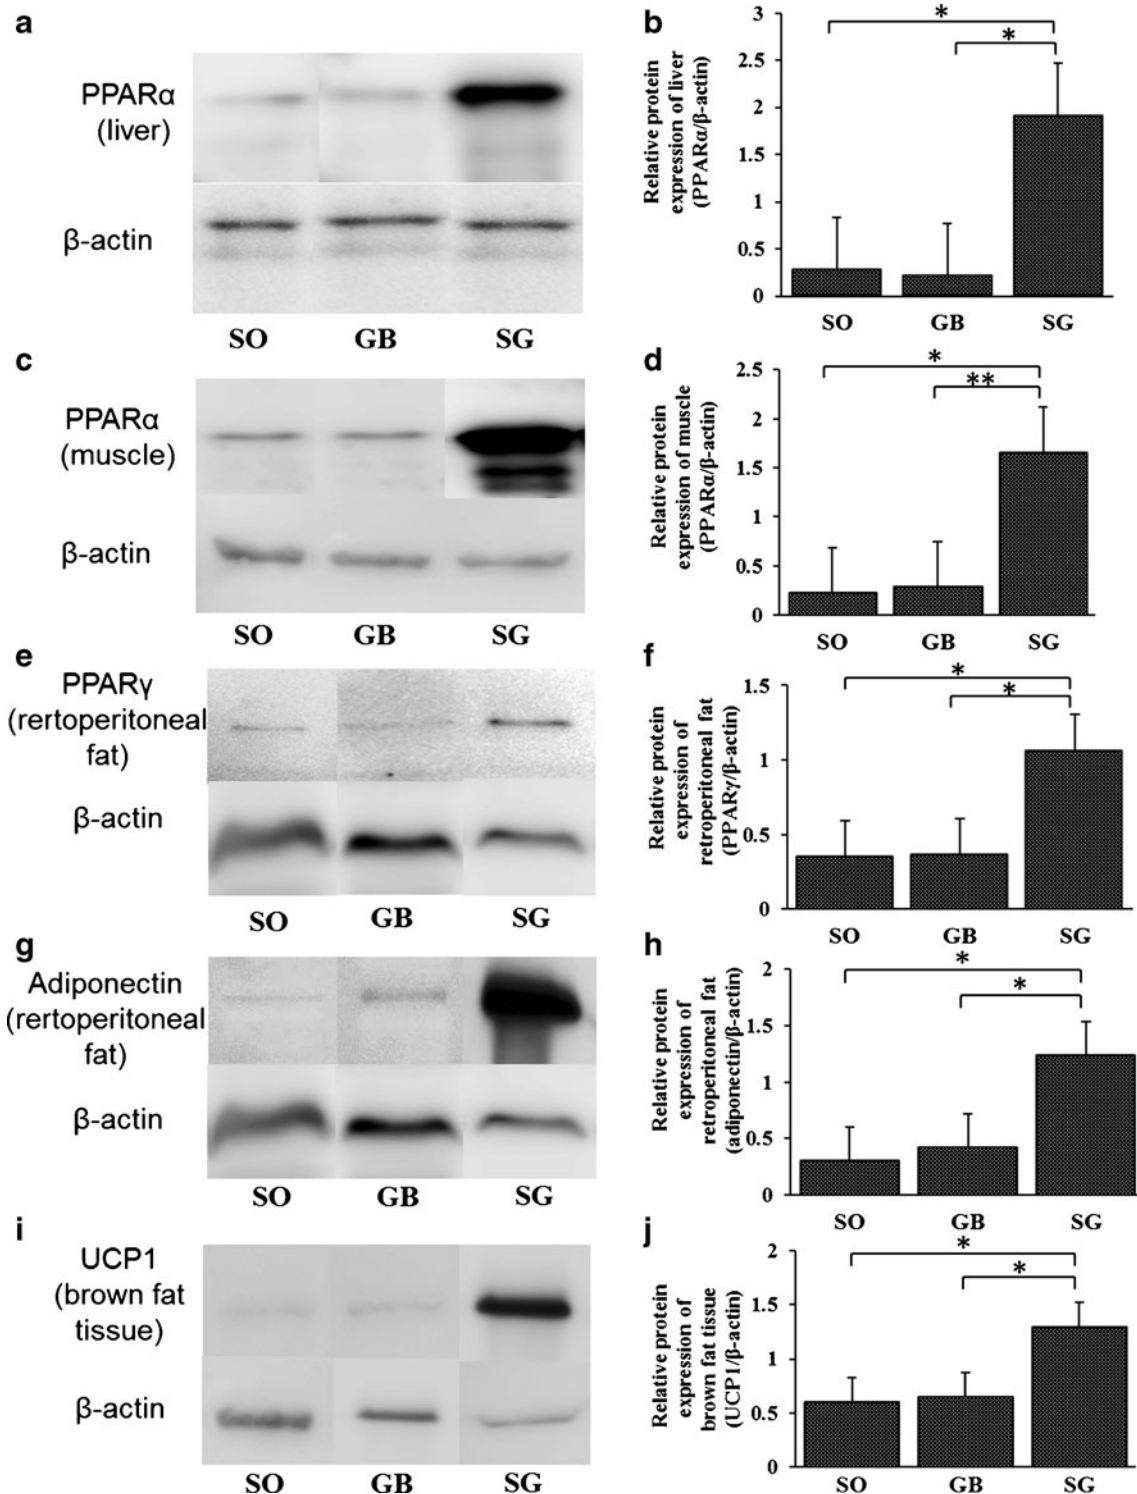 a
PPARα
(liver)
β-actin
SO GB SG
b
Relative protein
expression of liver
(PPARα/β-actin)
3
2.5
2
1.5
1
0.5
0
*
*
SO GB SG
c
PPARα
(muscle)
β-actin
SO GB SG
d
Relative protein
expression of muscle
(PPARα/β-actin)
2.5
2
1.5
1
0.5
0
*
**
SO GB SG
e
PPARγ
(rertoperitoneal
fat)
β-actin
SO GB SG
f
Relative protein
expression of
retroperitoneal fat
(PPARγ/β-actin)
1.5
1
0.5
0
*
*
SO GB SG
g
Adiponectin
(rertoperitoneal
fat)
β-actin
SO GB SG
h
Relative protein
expression of
retroperitoneal fat
(adiponectin/β-actin)
2
1.5
1
0.5
0
*
*
SO GB SG
i
UCP1
(brown fat
tissue)
β-actin
SO GB SG
j
Relative protein
expression of
brown fat tissue
(UCP1/β-actin)
2
1.5
1
0.5
0
*
*
SO GB SG